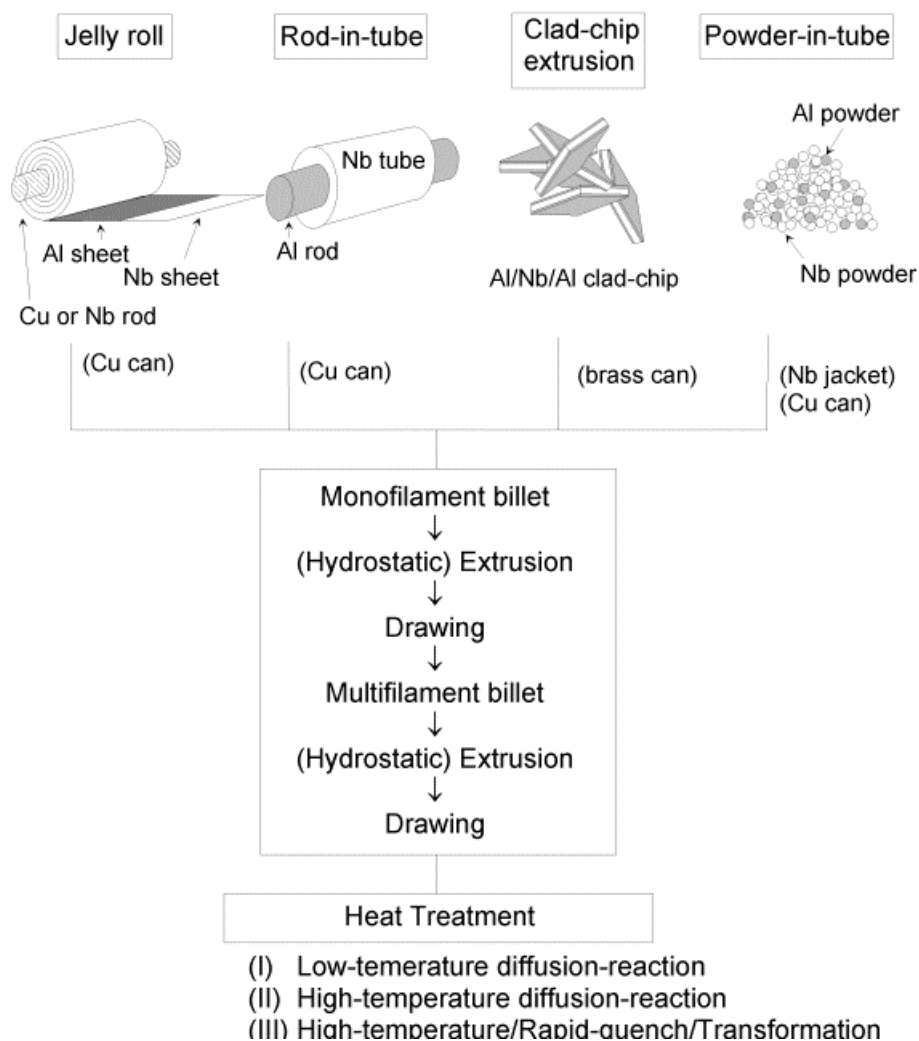 Jelly roll
Rod-in-tube
Clad-chip
extrusion
Powder-in-tube
Al sheet
Nb sheet
Cu or Nb rod
Nb tube
Al rod
Al/Nb/Al clad-chip
Al powder
Nb powder
(Cu can)
(Cu can)
(brass can)
(Nb jacket)
(Cu can)
Monofilament billet
↓
(Hydrostatic) Extrusion
↓
Drawing
↓
Multifilament billet
↓
(Hydrostatic) Extrusion
↓
Drawing
Heat Treatment
(I) Low-temerature diffusion-reaction
(II) High-temperature diffusion-reaction
(III) High-temperature/Rapid-quench/Transformation